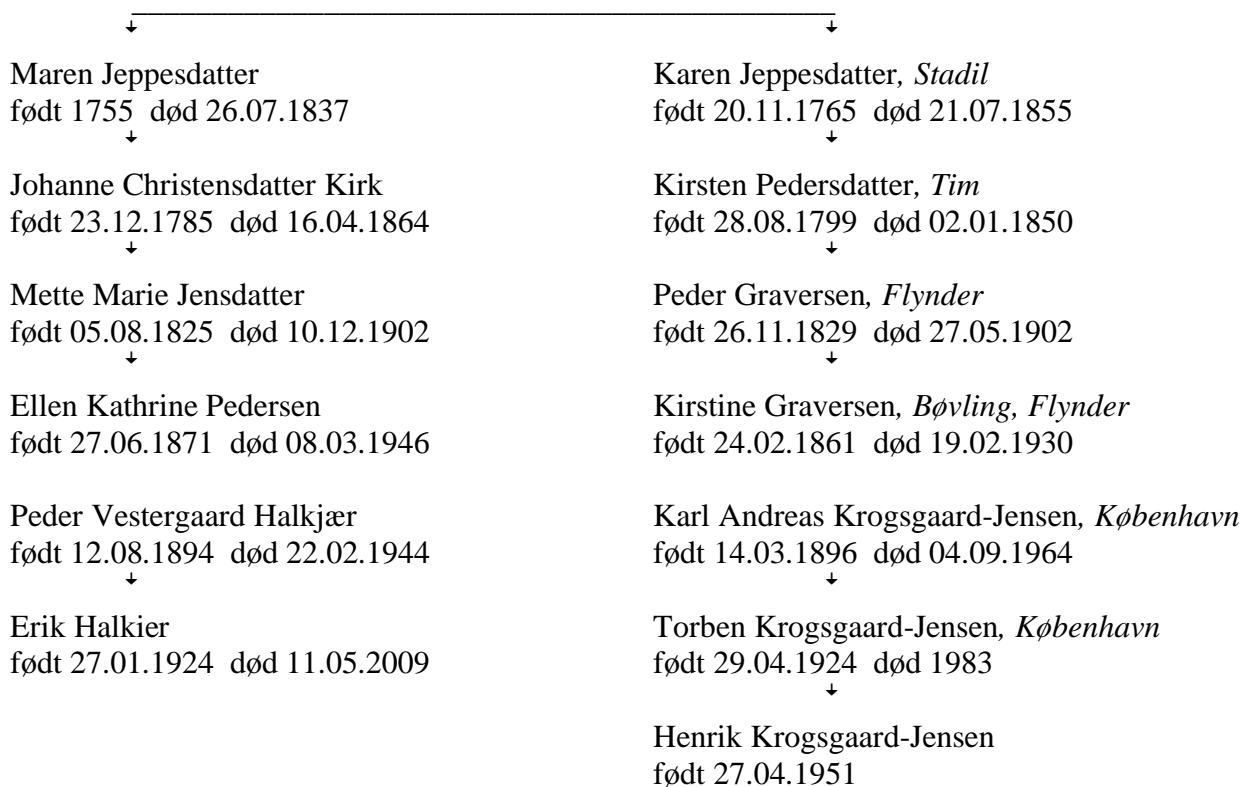 Maren Jeppesdatter
født 1755 død 26.07.1837
Johanne Christensdatter Kirk
født 23.12.1785 død 16.04.1864
Mette Marie Jensdatter
født 05.08.1825 død 10.12.1902
Ellen Kathrine Pedersen
født 27.06.1871 død 08.03.1946
Peder Vestergaard Halkjær
født 12.08.1894 død 22.02.1944
Erik Halkier
født 27.01.1924 død 11.05.2009
Karen Jeppesdatter, Stadil
født 20.11.1765 død 21.07.1855
Kirsten Pedersdatter, Tim
født 28.08.1799 død 02.01.1850
Peder Graversen, Flynder
født 26.11.1829 død 27.05.1902
Kirstine Graversen, Bøvling, Flynder
født 24.02.1861 død 19.02.1930
Karl Andreas Krogsgaard-Jensen, København
født 14.03.1896 død 04.09.1964
Torben Krogsgaard-Jensen, København
født 29.04.1924 død 1983
Henrik Krogsgaard-Jensen
født 27.04.1951